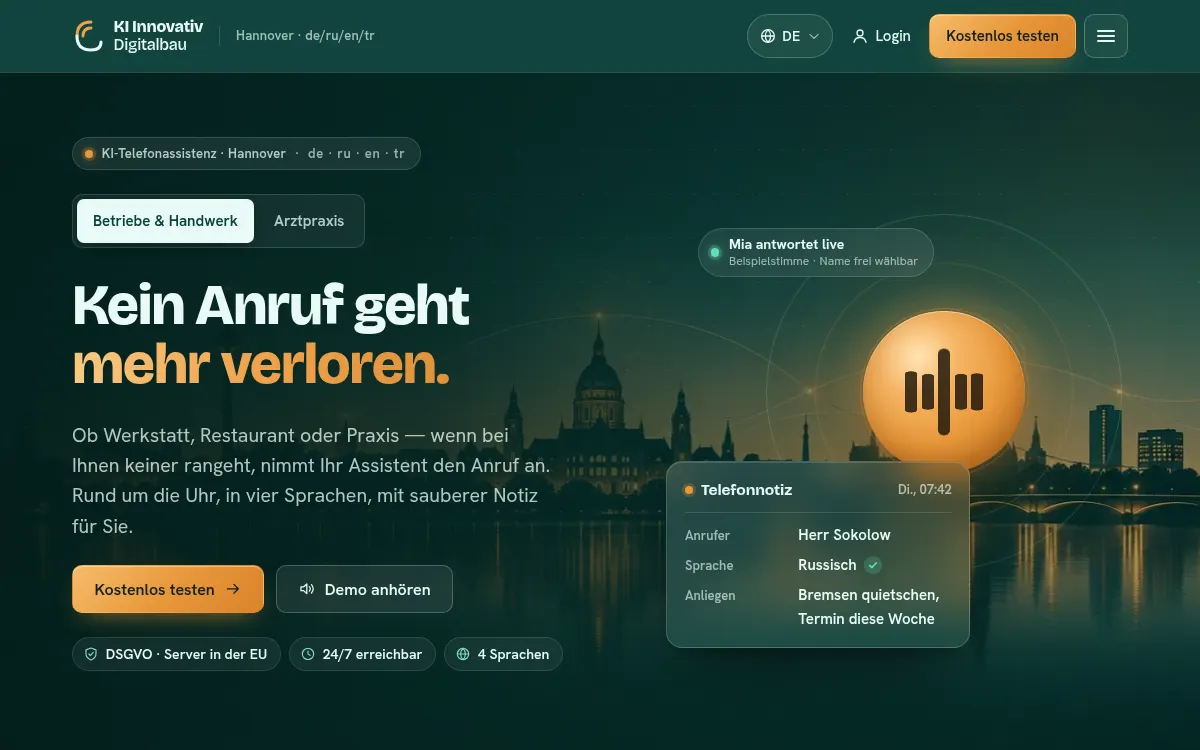 KI Innovativ
Digitalbau
Hannover · de/ru/en/tr
DE
Login
Kostenlos testen
KI-Telefonassistenz · Hannover · de · ru · en · tr
Betriebe & Handwerk
Arztpraxis
Kein Anruf geht
mehr verloren.
Ob Werkstatt, Restaurant oder Praxis — wenn bei
Ihnen keiner rangeht, nimmt Ihr Assistent den Anruf an.
Rund um die Uhr, in vier Sprachen, mit sauberer Notiz
für Sie.
Kostenlos testen →
Demo anhören
DSGVO · Server in der EU
24/7 erreichbar
4 Sprachen
Mia antwortet live
Beispielstimme · Name frei wählbar
Telefonnotiz
Di., 07:42
Anrufer
Herr Sokolow
Sprache
Russisch
Anliegen
Bremsen quietschen,
Termin diese Woche